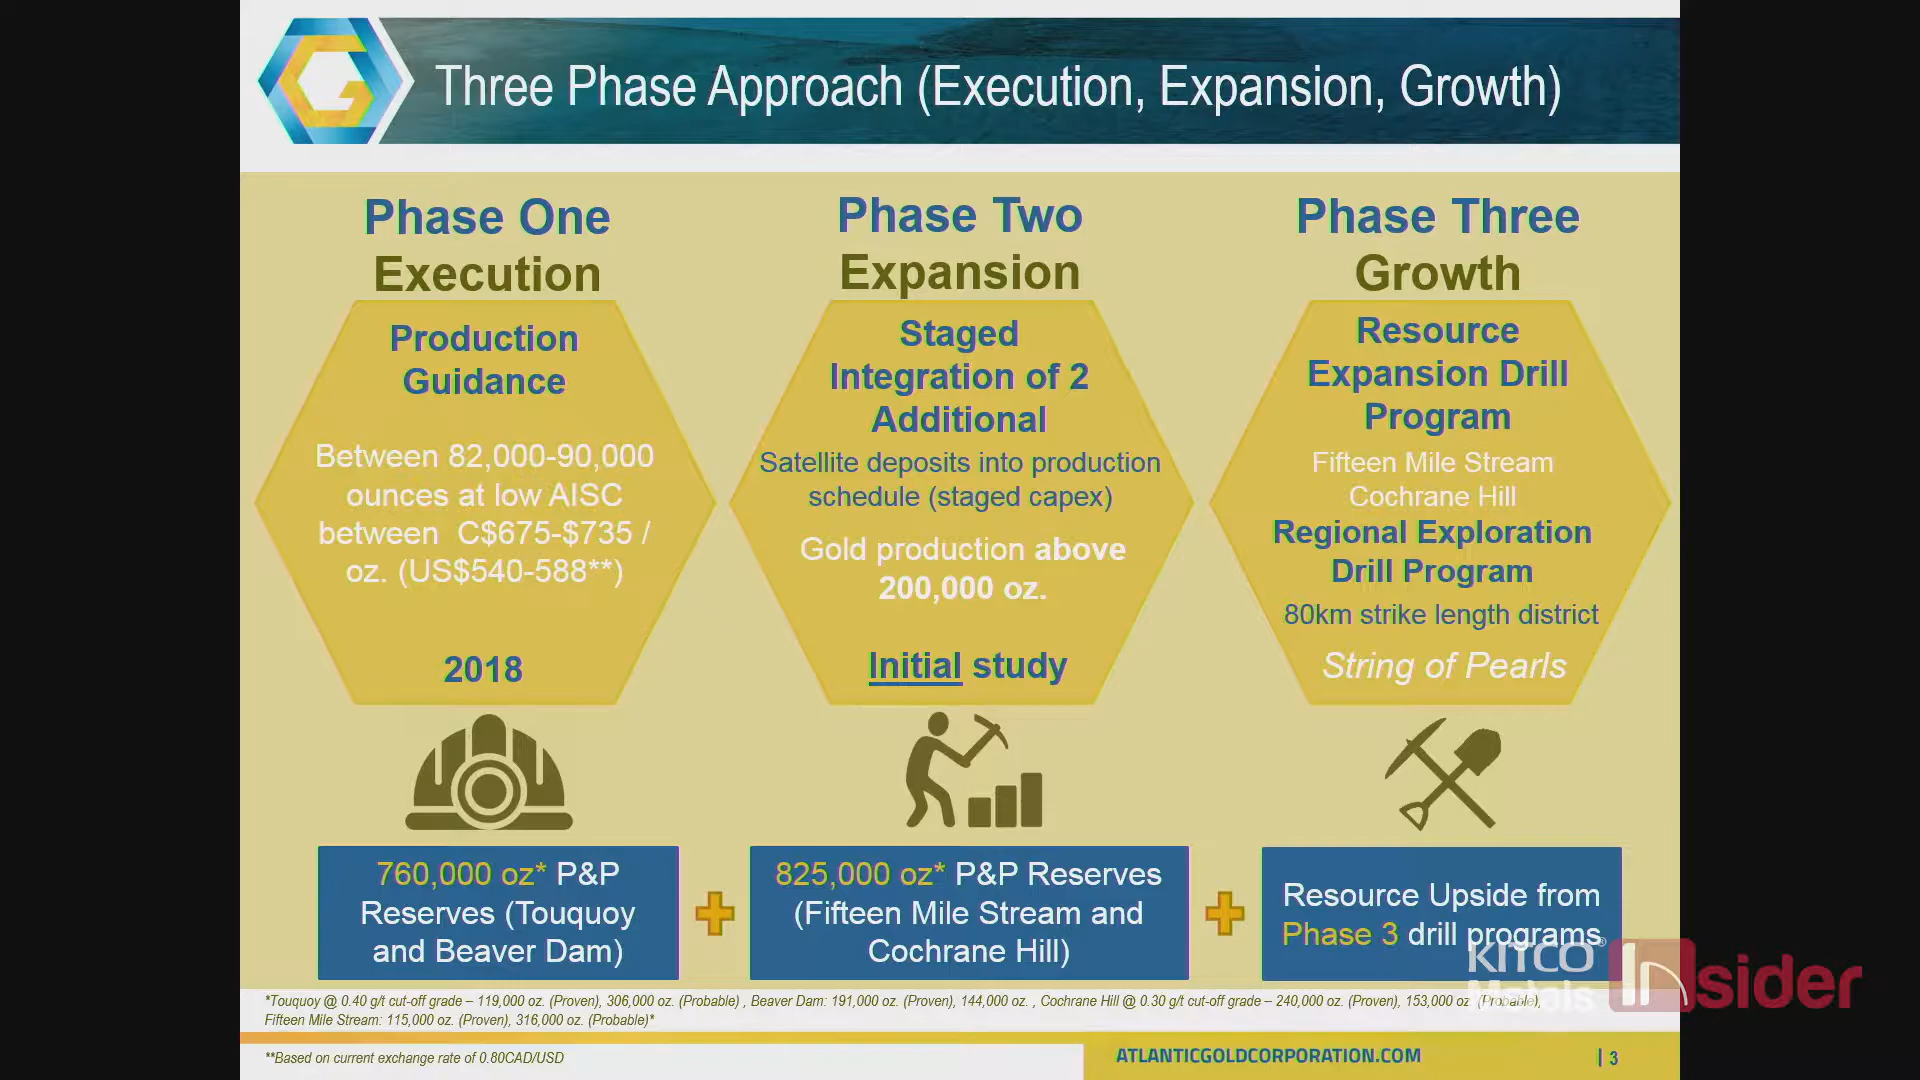 Three Phase Approach (Execution, Expansion, Growth)
Phase One
Execution
Production
Guidance
Between 82,000-90,000
ounces at low AISC
between C$675-$735 /
oz. (US$540-588**)
2018
760,000 oz* P&P
Reserves (Touquoy
and Beaver Dam)
Phase Two
Expansion
Staged
Integration of 2
Additional
Satellite deposits into production
schedule (staged capex)
Gold production above
200,000 oz.
Initial study
825,000 oz* P&P Reserves
(Fifteen Mile Stream and
Cochrane Hill)
Phase Three
Growth
Resource
Expansion Drill
Program
Fifteen Mile Stream
Cochrane Hill
Regional Exploration
Drill Program
80km strike length district
String of Pearls
Resource Upside from
Phase 3 drill programs
KITCO®
Metals
INsider
*Touquoy @ 0.40 g/t cut-off grade – 119,000 oz. (Proven), 306,000 oz. (Probable) , Beaver Dam: 191,000 oz. (Proven), 144,000 oz. , Cochrane Hill @ 0.30 g/t cut-off grade – 240,000 oz. (Proven), 153,000 oz. (Probable),
Fifteen Mile Stream: 115,000 oz. (Proven), 316,000 oz. (Probable)*
**Based on current exchange rate of 0.80CAD/USD
ATLANTICGOLDCORPORATION.COM
| 3